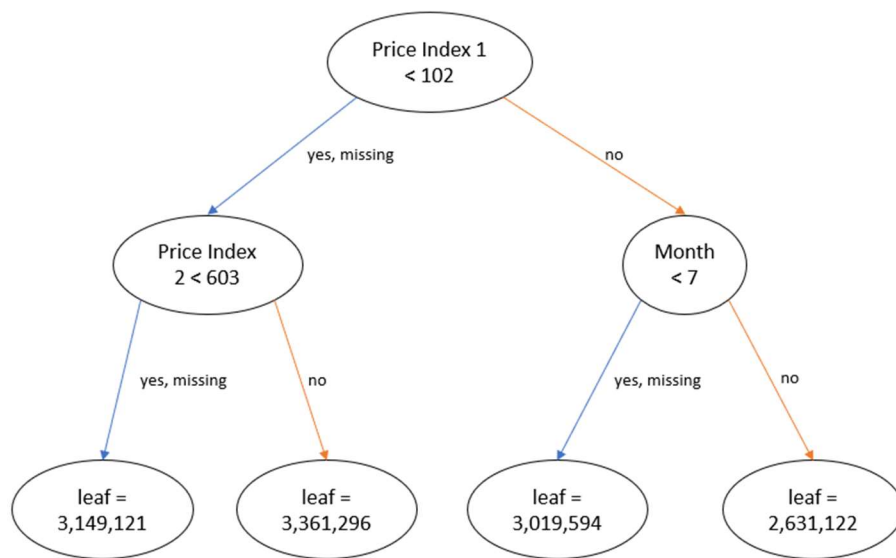 Price Index 1
< 102
yes, missing
no
Price Index
2 < 603
Month
< 7
yes, missing
no
yes, missing
no
leaf =
3,149,121
leaf =
3,361,296
leaf =
3,019,594
leaf =
2,631,122